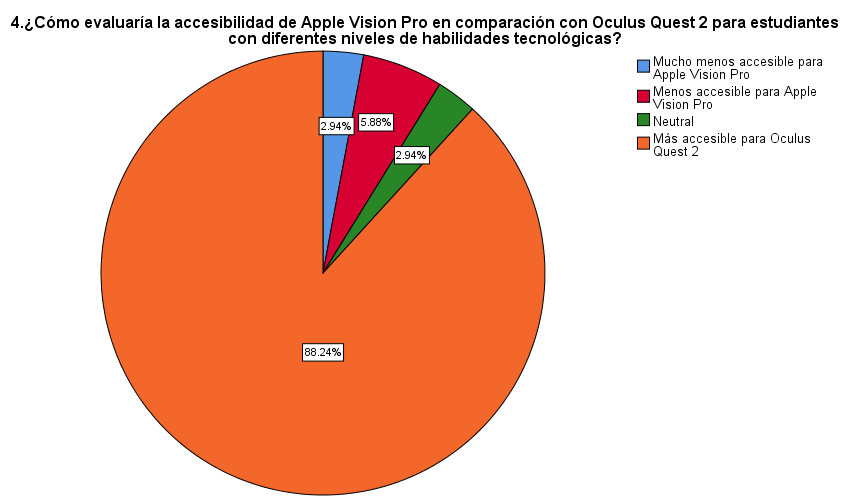 4.¿Cómo evaluaría la accesibilidad de Apple Vision Pro en comparación con Oculus Quest 2 para estudiantes
con diferentes niveles de habilidades tecnológicas?
Mucho menos accesible para
Apple Vision Pro
Menos accesible para Apple
Vision Pro
Neutral
Más accesible para Oculus
Quest 2
2.94%
5.88%
2.94%
88.24%